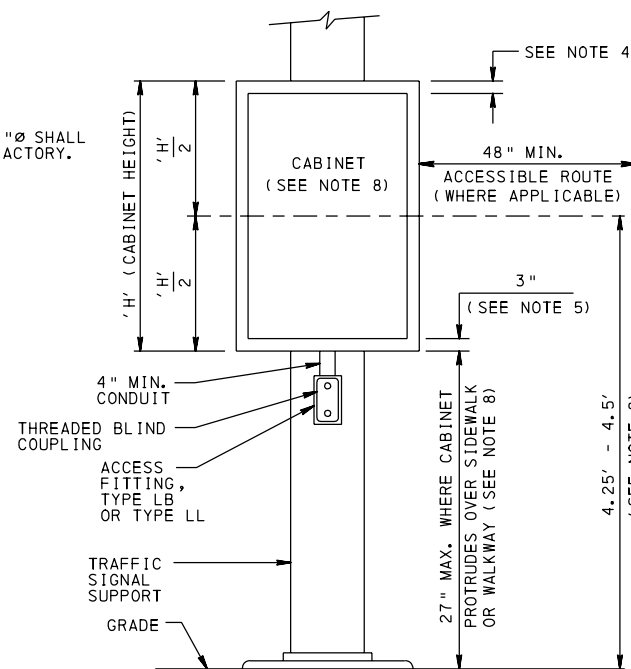 SEE NOTE 4
"Ø SHALL
ACTORY.
'H' (CABINET HEIGHT)
'H'
2
CABINET
(SEE NOTE 8)
48" MIN.
ACCESSIBLE ROUTE
(WHERE APPLICABLE)
'H'
2
3"
(SEE NOTE 5)
4" MIN.
CONDUIT
THREADED BLIND
COUPLING
ACCESS
FITTING,
TYPE LB
OR TYPE LL
27" MAX. WHERE CABINET
PROTRUDES OVER SIDEWALK
OR WALKWAY (SEE NOTE 8)
4.25' - 4.5'
TRAFFIC
SIGNAL
SUPPORT
GRADE